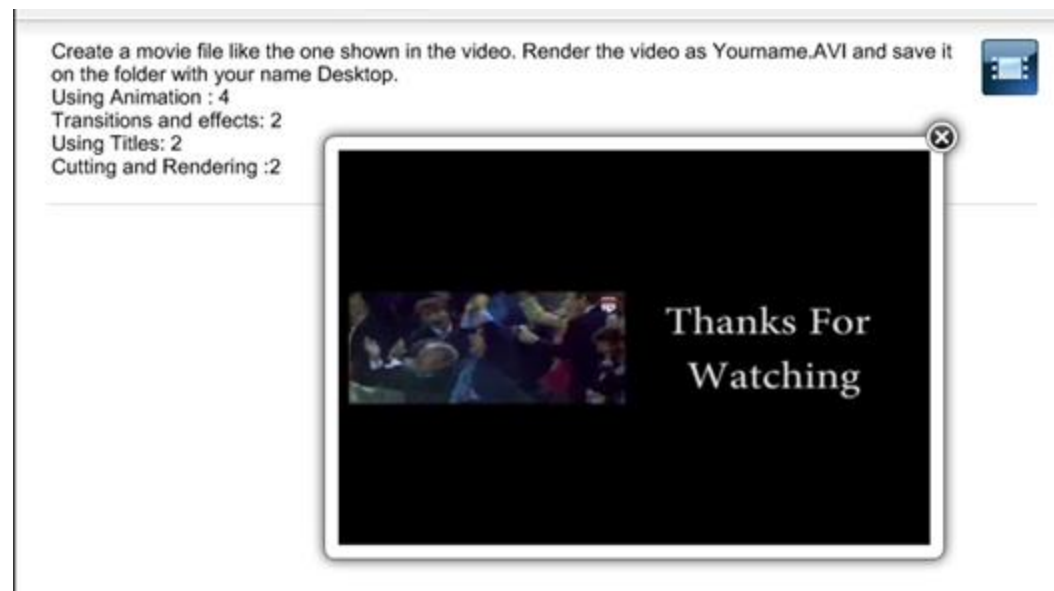 Create a movie file like the one shown in the video. Render the video as Yourname.AVI and save it
on the folder with your name Desktop.
Using Animation : 4
Transitions and effects: 2
Using Titles: 2
Cutting and Rendering :2
Thanks For
Watching